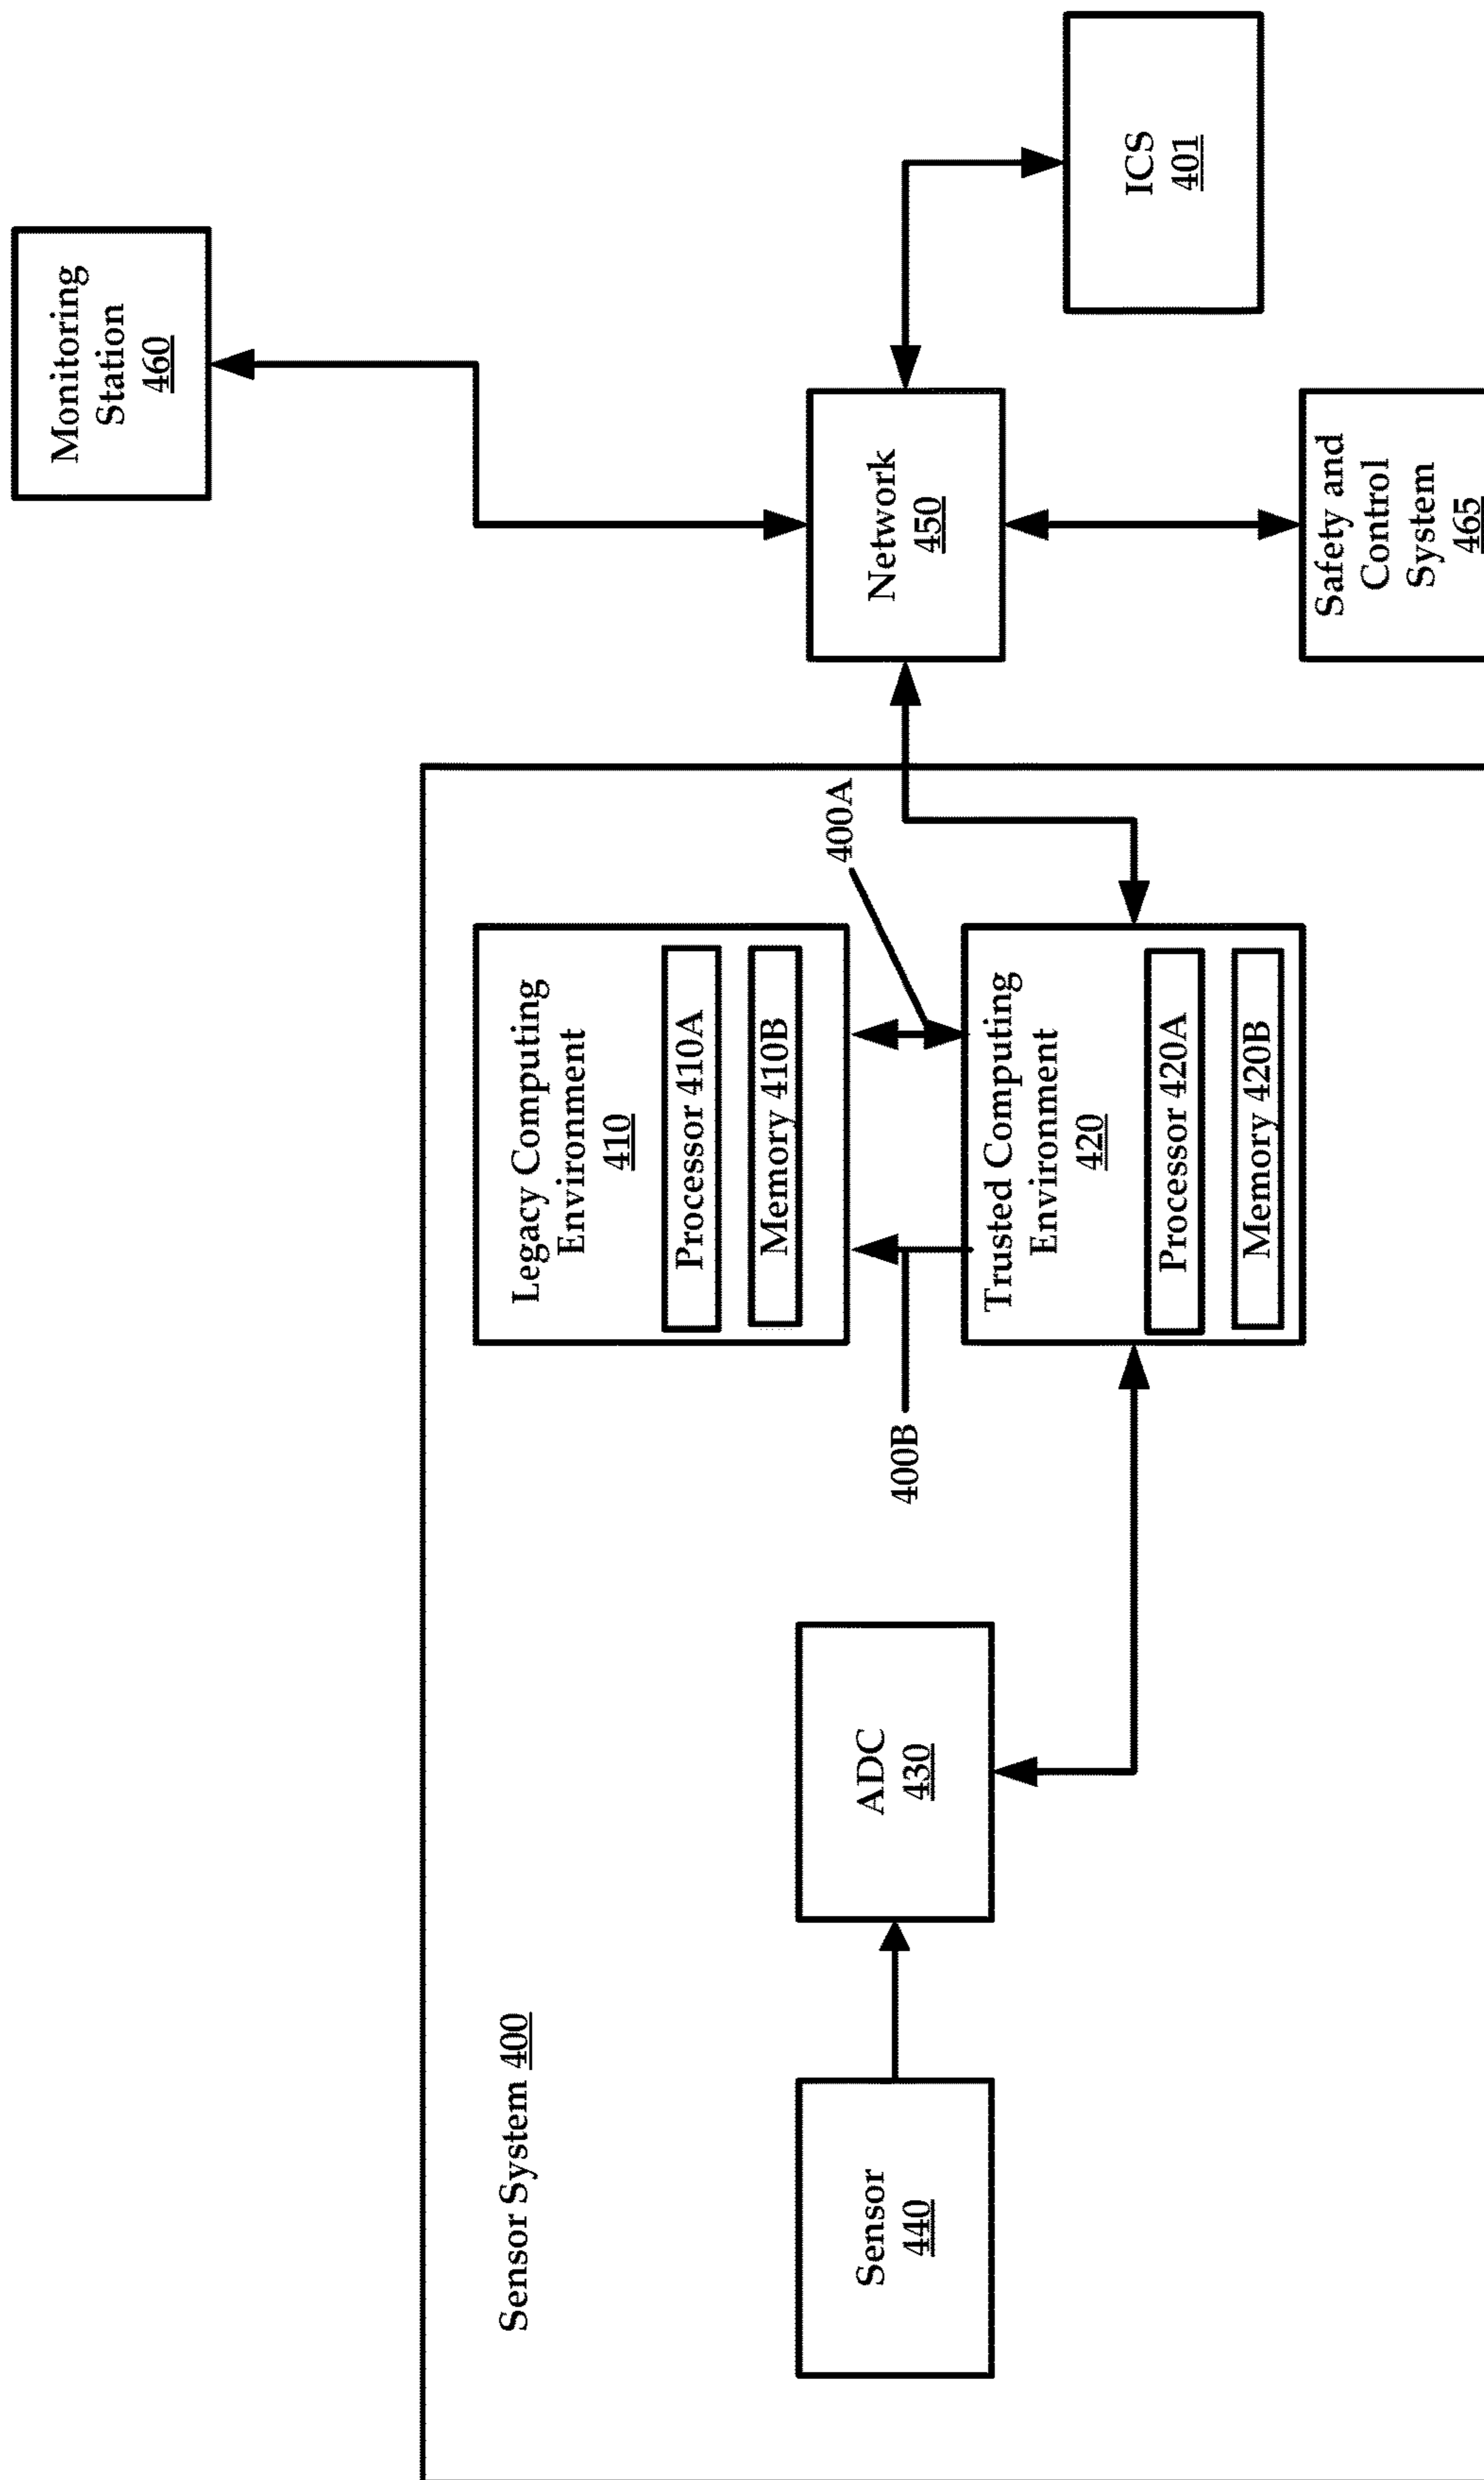 Monitoring
Station
460
Sensor System 400
Legacy Computing
Environment
410
Processor 410A
Memory 410B
400A
400B
Sensor
440
ADC
430
Trusted Computing
Environment
420
Processor 420A
Memory 420B
Network
450
ICS
401
Safety and
Control
System
465